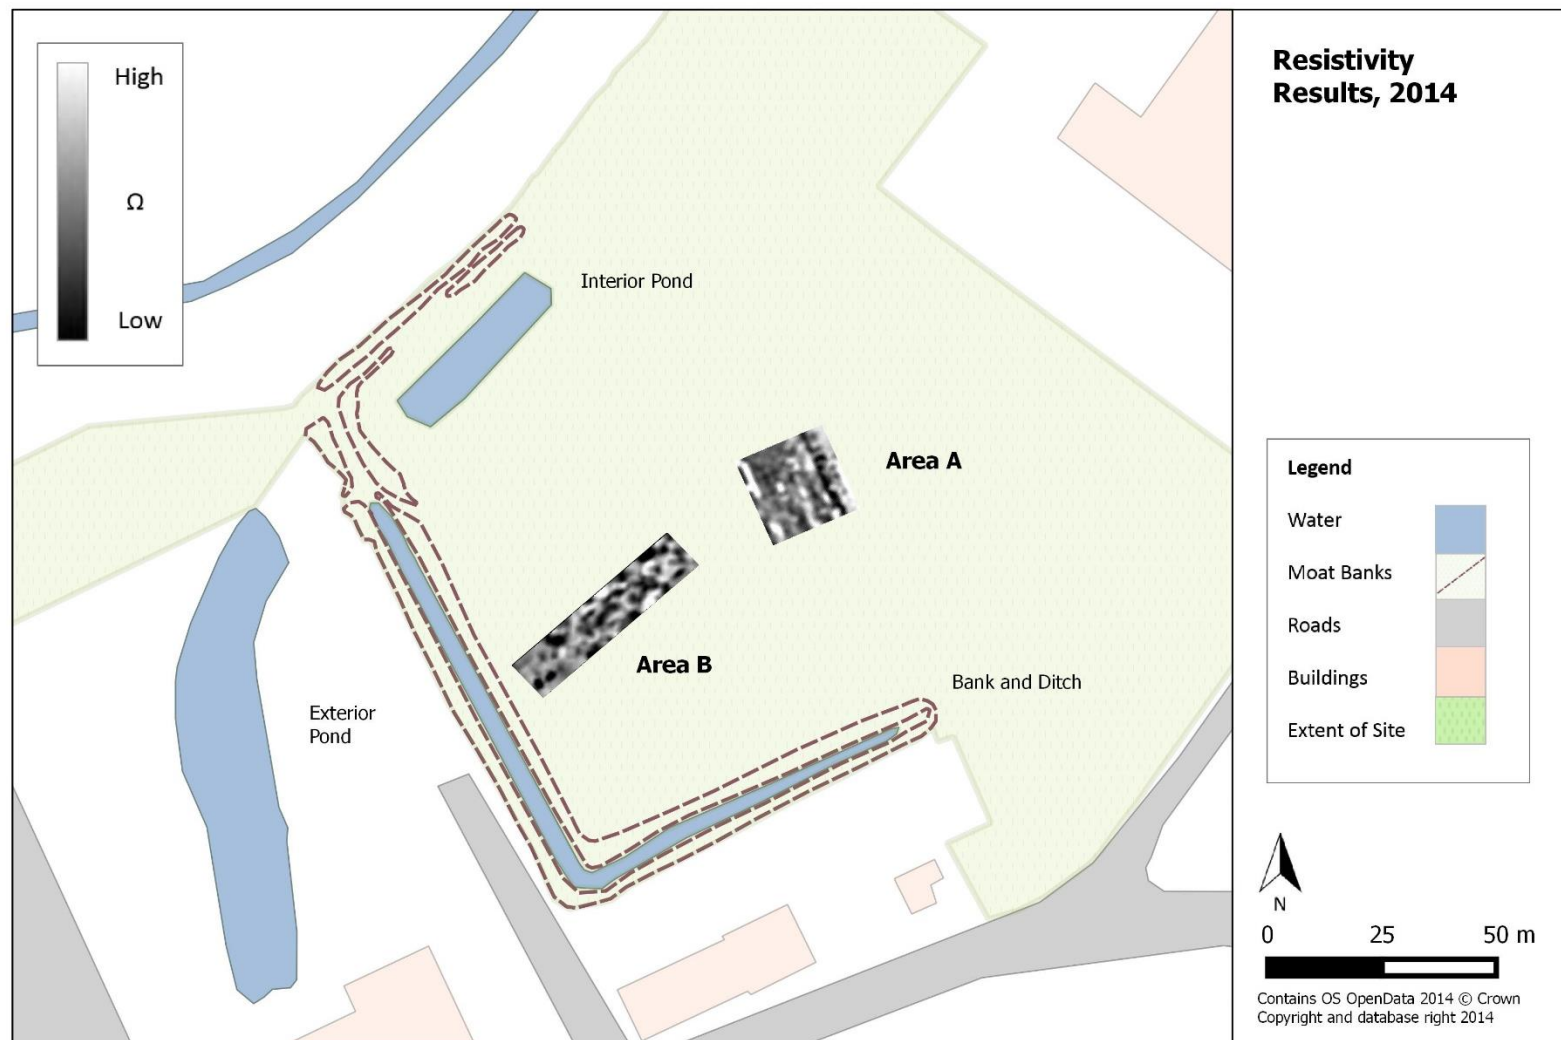 High
Ω
Low
Resistivity
Results, 2014
Interior Pond
Area A
Area B
Bank and Ditch
Exterior
Pond
Legend
Water
Moat Banks
Roads
Buildings
Extent of Site
N
0 25 50 m
Contains OS OpenData 2014 © Crown
Copyright and database right 2014